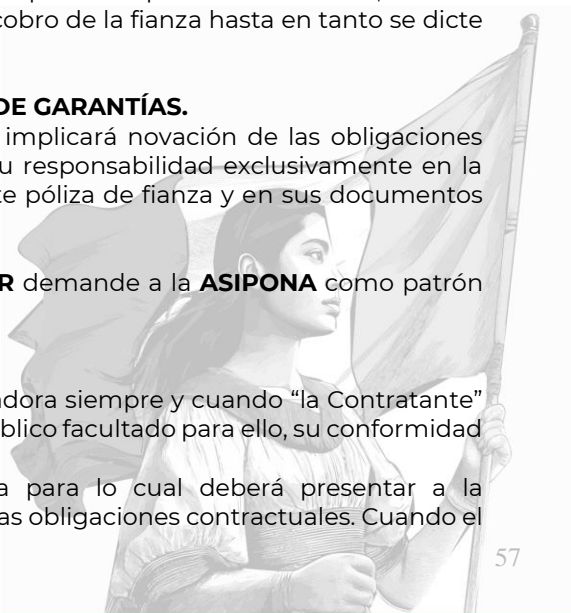 cobro de la fianza hasta en tanto se dicte
DE GARANTÍAS.
implicará novación de las obligaciones
u responsabilidad exclusivamente en la
te póliza de fianza y en sus documentos
R demande a la ASIPONA como patrón
adora siempre y cuando “la Contratante”
blico facultado para ello, su conformidad
a para lo cual deberá presentar a la
as obligaciones contractuales. Cuando el
57